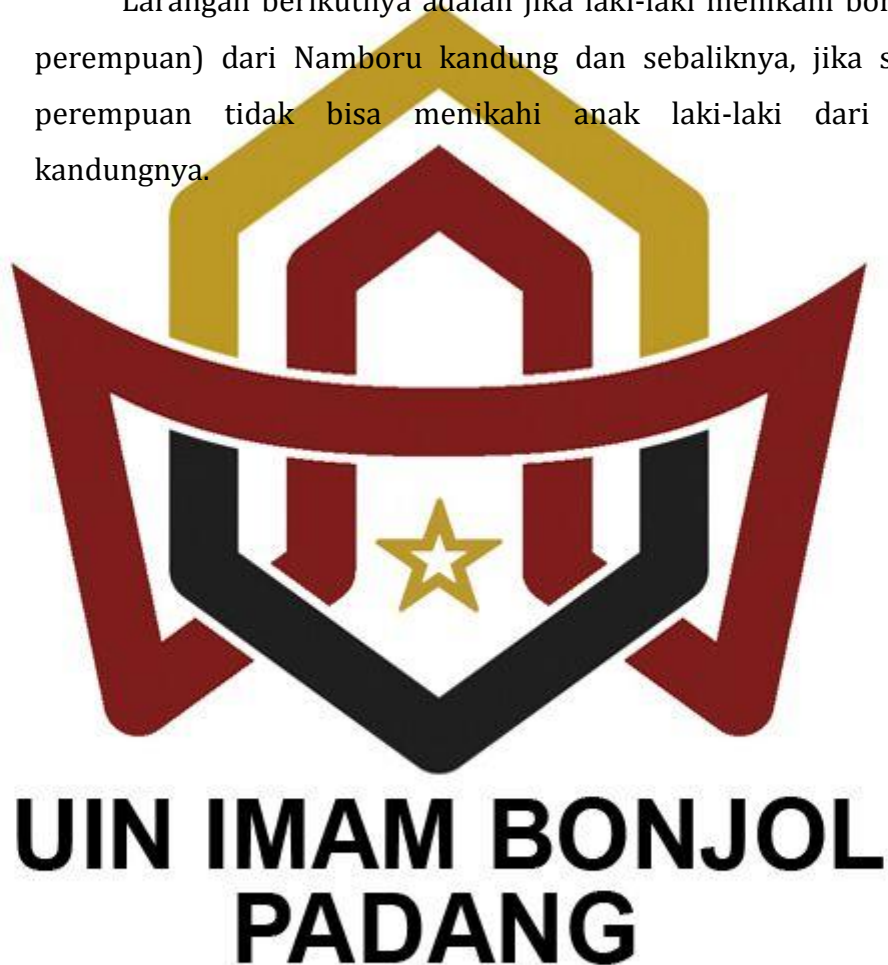 Larangan berikutnya adalah jika laki-laki menikahi bor
perempuan) dari Namboru kandung dan sebaliknya, jika s
perempuan tidak bisa menikahi anak laki-laki dari
kandungnya.
UIN IMAM BONJOL
PADANG